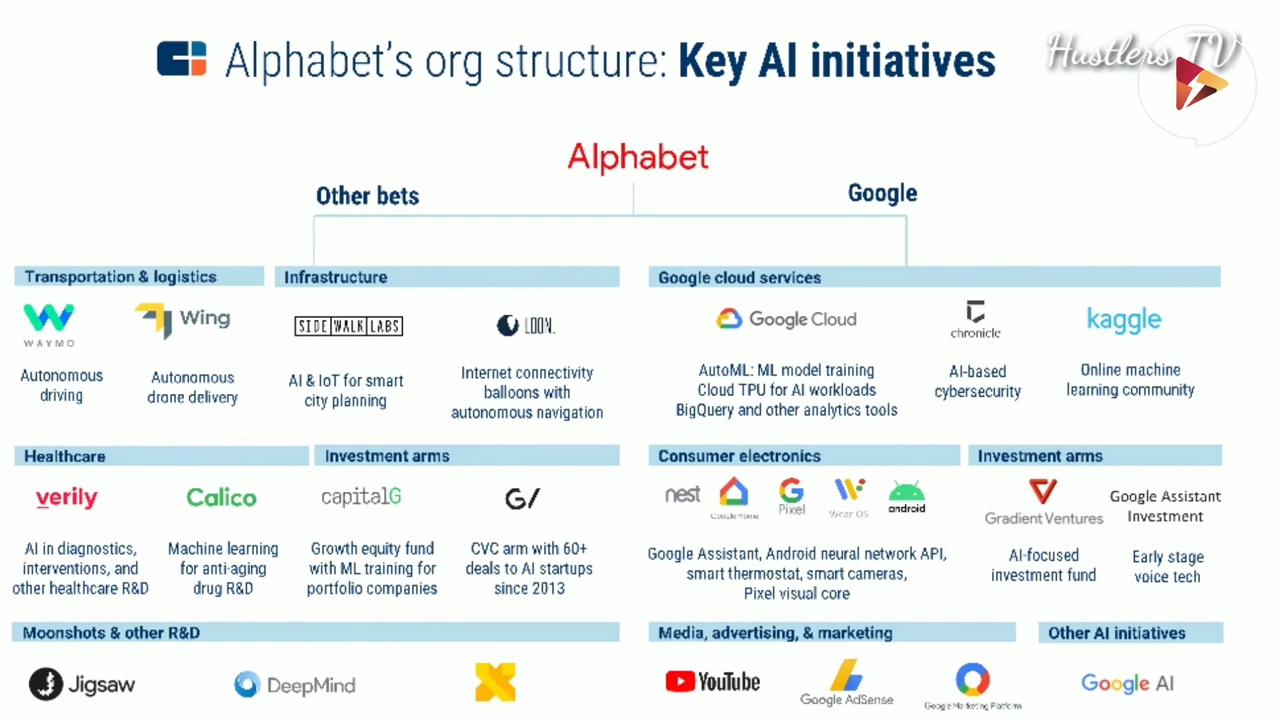 Alphabet's org structure: Key AI initiatives
Hustlers TV
Alphabet
Other bets
Google
Transportation & logistics
Infrastructure
Google cloud services
WAYMO
Wing
SIDEWALK LABS
LOON.
Google Cloud
chronicle
kaggle
Autonomous
driving
Autonomous
drone delivery
AI & IoT for smart
city planning
Internet connectivity
balloons with
autonomous navigation
AutoML: ML model training
Cloud TPU for AI workloads
BigQuery and other analytics tools
AI-based
cybersecurity
Online machine
learning community
Healthcare
Investment arms
Consumer electronics
Investment arms
verily
Calico
capitalG
G/
nest
Google Home
Pixel
Wear OS
android
Gradient Ventures
Google Assistant
Investment
AI in diagnostics,
interventions, and
other healthcare R&D
Machine learning
for anti-aging
drug R&D
Growth equity fund
with ML training for
portfolio companies
CVC arm with 60+
deals to AI startups
since 2013
Google Assistant, Android neural network API,
smart thermostat, smart cameras,
Pixel visual core
AI-focused
investment fund
Early stage
voice tech
Moonshots & other R&D
Media, advertising, & marketing
Other AI initiatives
Jigsaw
DeepMind
YouTube
Google AdSense
Google Marketing Platform
Google AI